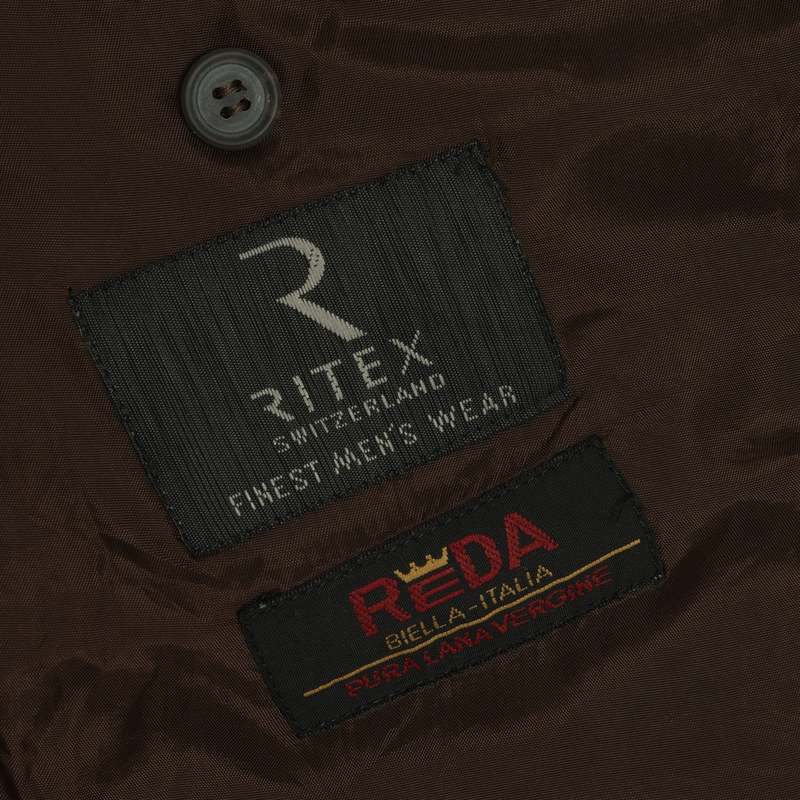 R
RITEX
SWITZERLAND
FINEST MEN'S WEAR
REDA
BIELLA-ITALIA
PURA LANA VERGINE